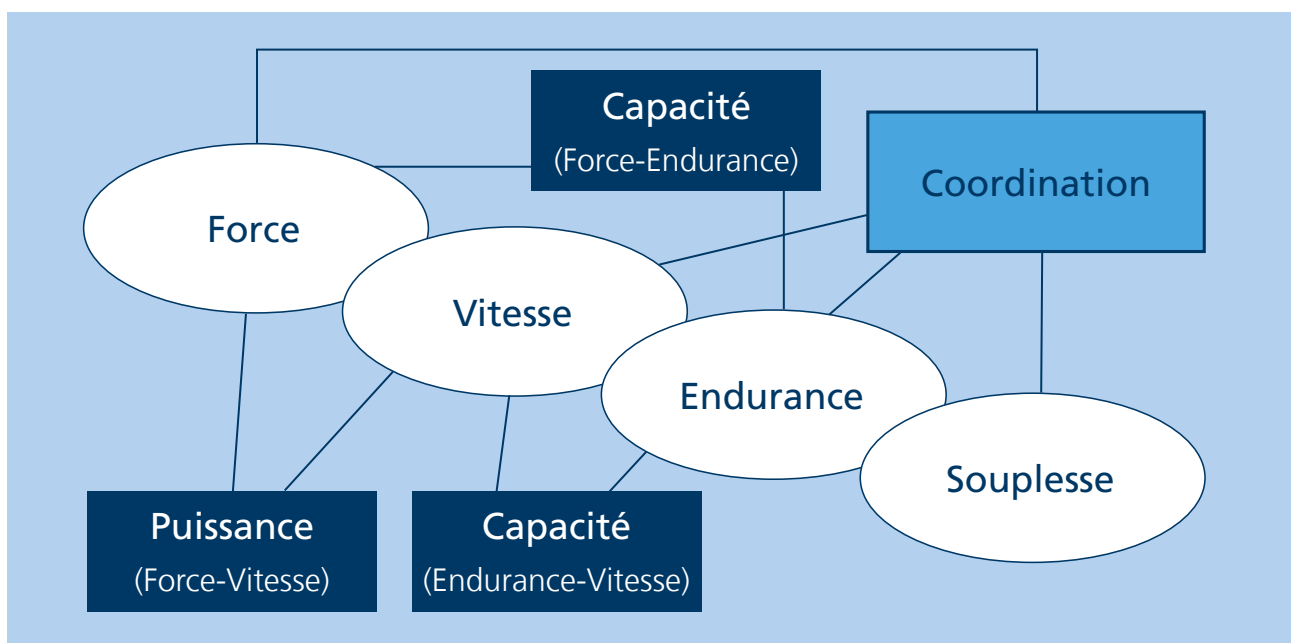 Capacité
(Force-Endurance)
Coordination
Force
Vitesse
Endurance
Souplesse
Puissance
(Force-Vitesse)
Capacité
(Endurance-Vitesse)